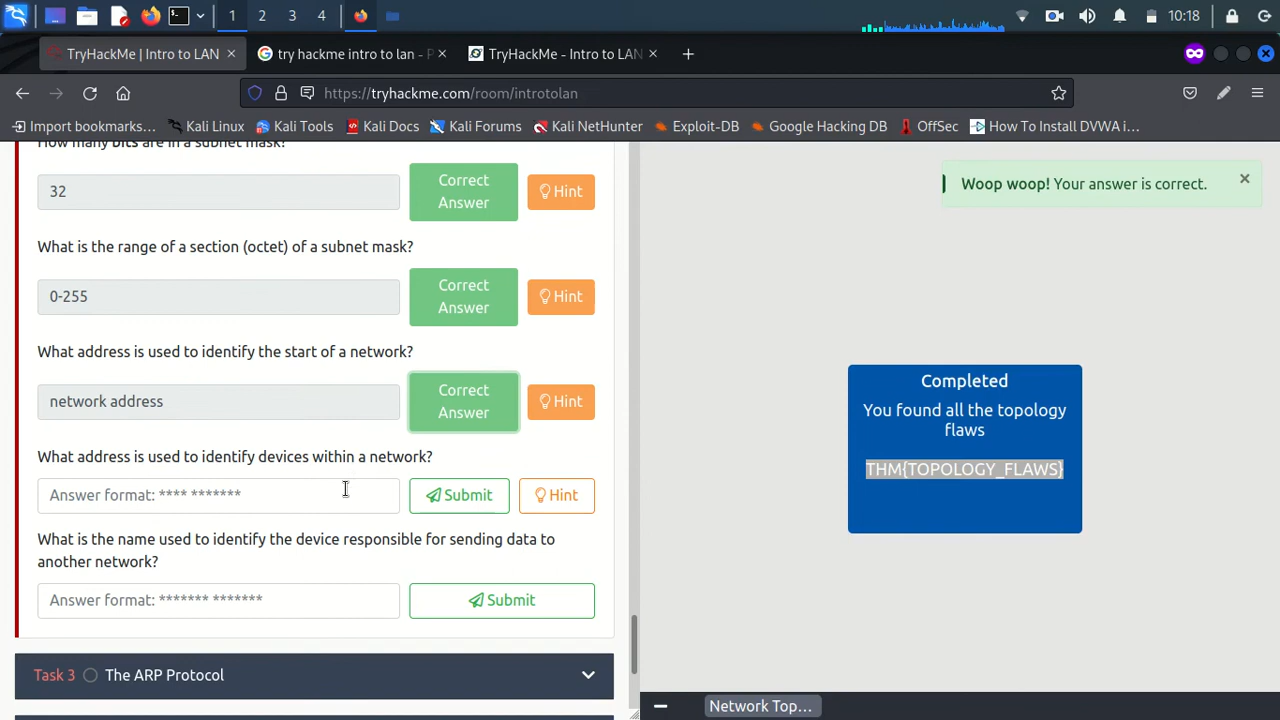 1 2 3 4 10:18
TryHackMe | Intro to LAN × try hackme intro to lan - P × TryHackMe - Intro to LAN × +
https://tryhackme.com/room/introtolan
Import bookmarks... Kali Linux Kali Tools Kali Docs Kali Forums Kali NetHunter Exploit-DB Google Hacking DB OffSec How To Install DVWA i...
How many bits are in a subnet mask?
32
Correct
Answer
Hint
What is the range of a section (octet) of a subnet mask?
0-255
Correct
Answer
Hint
What address is used to identify the start of a network?
network address
Correct
Answer
Hint
What address is used to identify devices within a network?
Answer format: **** *******
Submit
Hint
What is the name used to identify the device responsible for sending data to
another network?
Answer format: ******* *******
Submit
Task 3 The ARP Protocol
Woop woop! Your answer is correct. ×
Completed
You found all the topology
flaws
THM{TOPOLOGY_FLAWS}
Network Top...